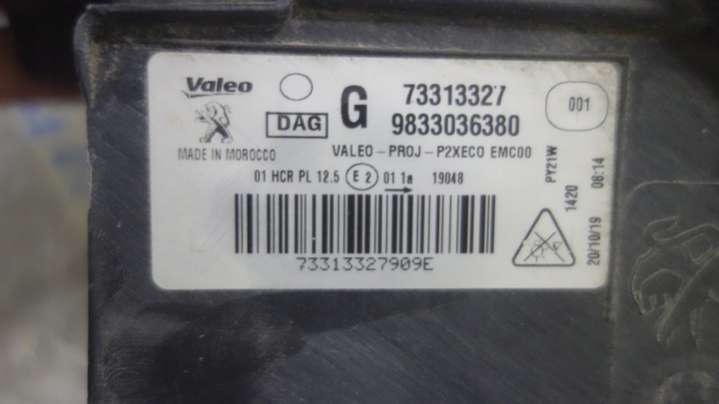 Valeo
DAG
G
73313327
9833036380
001
MADE IN MOROCCO
VALEO-PROJ-P2XECO EMC00
01 HCR PL 12.5 E2 01 1a 19048
73313327909E
PY21W
1420
20/10/19 08:14